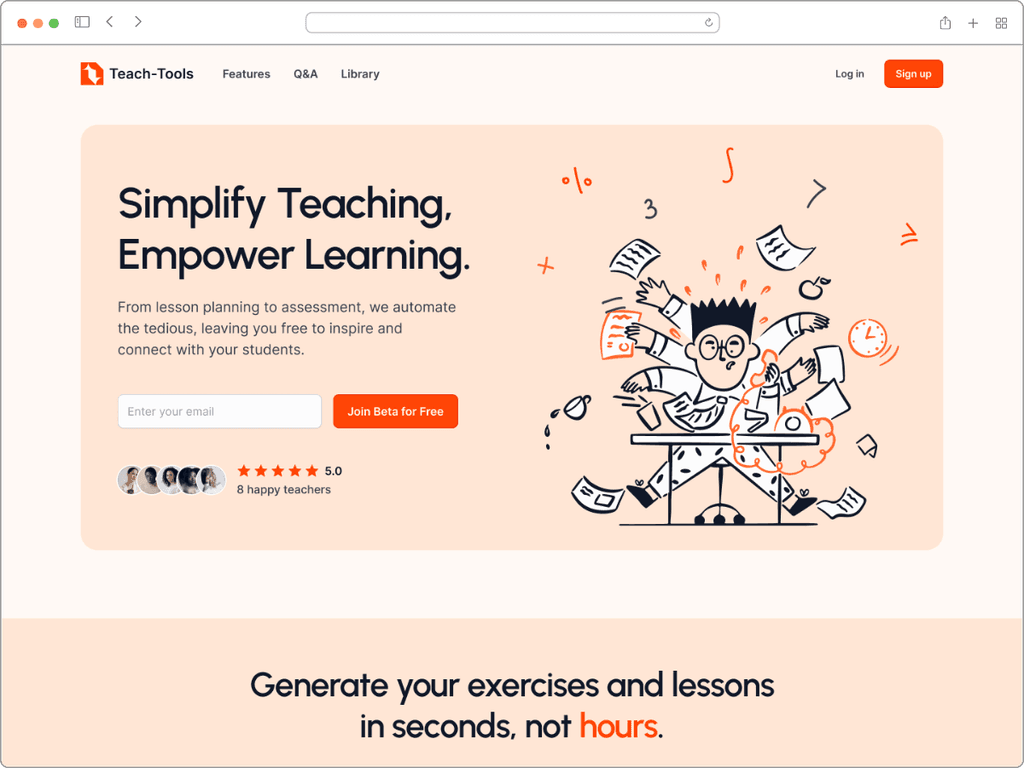 Teach-Tools
Features
Q&A
Library
Log in
Sign up
Simplify Teaching,
Empower Learning.
From lesson planning to assessment, we automate
the tedious, leaving you free to inspire and
connect with your students.
Enter your email
Join Beta for Free
5.0
8 happy teachers
%
∫
3
>
≥
+
Generate your exercises and lessons
in seconds, not hours.